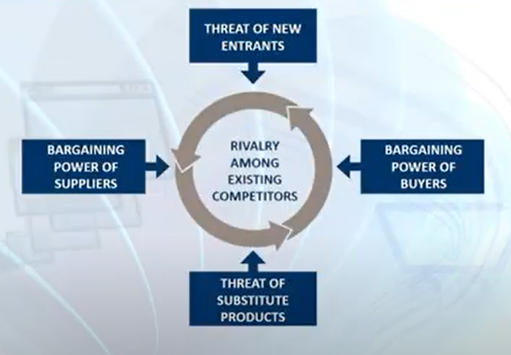 THREAT OF NEW
ENTRANTS
BARGAINING
POWER OF
SUPPLIERS
RIVALRY
AMONG
EXISTING
COMPETITORS
BARGAINING
POWER OF
BUYERS
THREAT OF
SUBSTITUTE
PRODUCTS